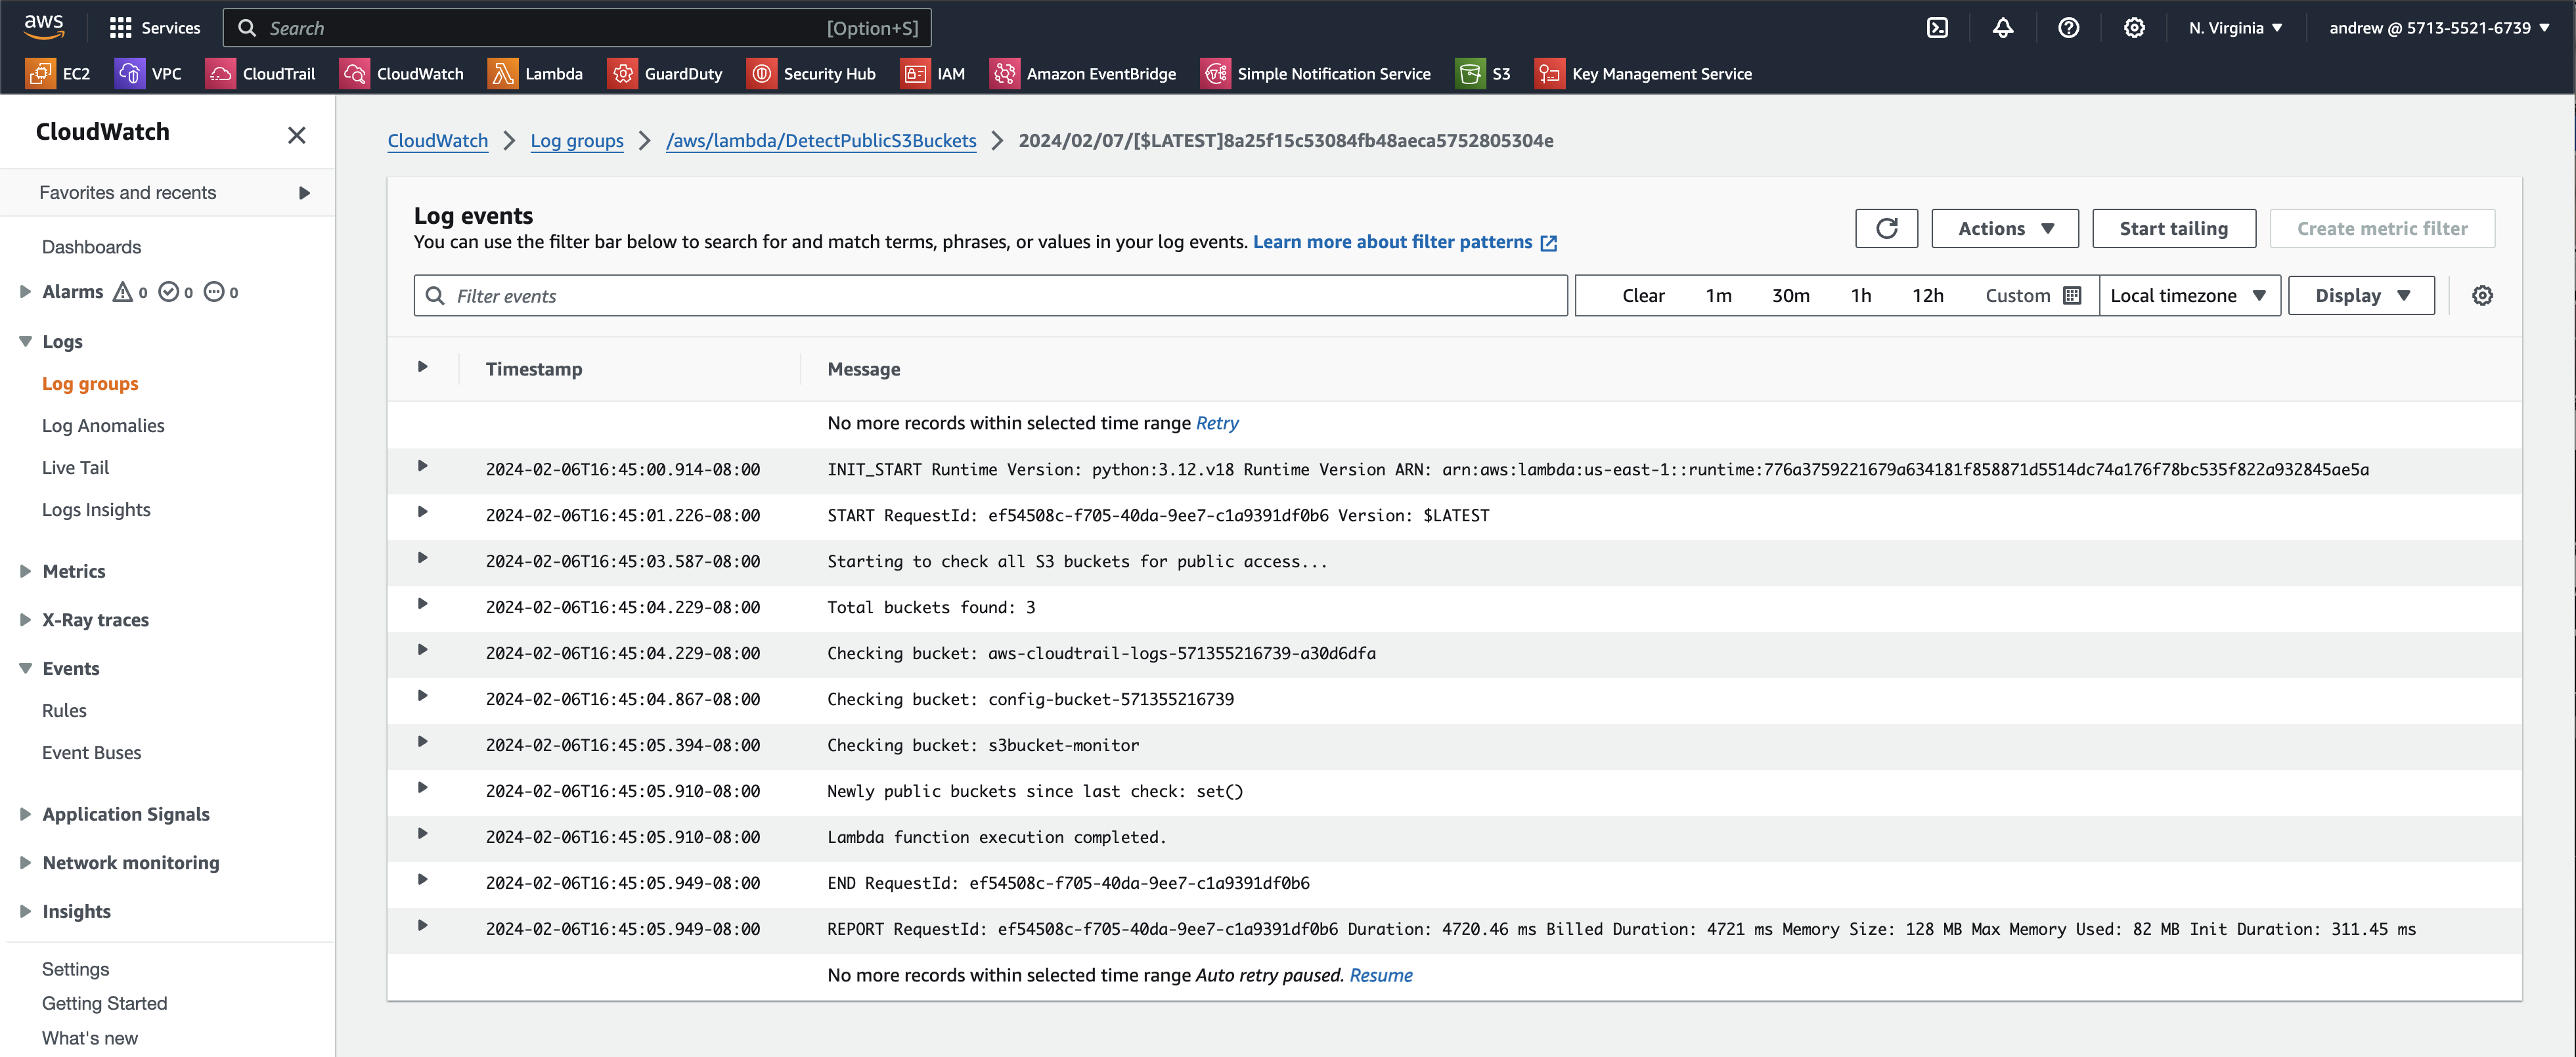 aws
Services
Search
[Option+S]
N. Virginia
andrew @ 5713-5521-6739
EC2
VPC
CloudTrail
CloudWatch
Lambda
GuardDuty
Security Hub
IAM
Amazon EventBridge
Simple Notification Service
S3
Key Management Service
CloudWatch
Favorites and recents
Dashboards
Alarms 0 0 0
Logs
Log groups
Log Anomalies
Live Tail
Logs Insights
Metrics
X-Ray traces
Events
Rules
Event Buses
Application Signals
Network monitoring
Insights
Settings
Getting Started
What's new
CloudWatch
Log groups
/aws/lambda/DetectPublicS3Buckets
2024/02/07/[$LATEST]8a25f15c53084fb48aeca5752805304e
Log events
You can use the filter bar below to search for and match terms, phrases, or values in your log events. Learn more about filter patterns
Actions
Start tailing
Create metric filter
Filter events
Clear
1m
30m
1h
12h
Custom
Local timezone
Display
Timestamp
Message
No more records within selected time range Retry
2024-02-06T16:45:00.914-08:00 INIT_START Runtime Version: python:3.12.v18 Runtime Version ARN: arn:aws:lambda:us-east-1::runtime:776a3759221679a634181f858871d5514dc74a176f78bc535f822a932845ae5a
2024-02-06T16:45:01.226-08:00 START RequestId: ef54508c-f705-40da-9ee7-c1a9391df0b6 Version: $LATEST
2024-02-06T16:45:03.587-08:00 Starting to check all S3 buckets for public access...
2024-02-06T16:45:04.229-08:00 Total buckets found: 3
2024-02-06T16:45:04.229-08:00 Checking bucket: aws-cloudtrail-logs-571355216739-a30d6dfa
2024-02-06T16:45:04.867-08:00 Checking bucket: config-bucket-571355216739
2024-02-06T16:45:05.394-08:00 Checking bucket: s3bucket-monitor
2024-02-06T16:45:05.910-08:00 Newly public buckets since last check: set()
2024-02-06T16:45:05.910-08:00 Lambda function execution completed.
2024-02-06T16:45:05.949-08:00 END RequestId: ef54508c-f705-40da-9ee7-c1a9391df0b6
2024-02-06T16:45:05.949-08:00 REPORT RequestId: ef54508c-f705-40da-9ee7-c1a9391df0b6 Duration: 4720.46 ms Billed Duration: 4721 ms Memory Size: 128 MB Max Memory Used: 82 MB Init Duration: 311.45 ms
No more records within selected time range Auto retry paused. Resume